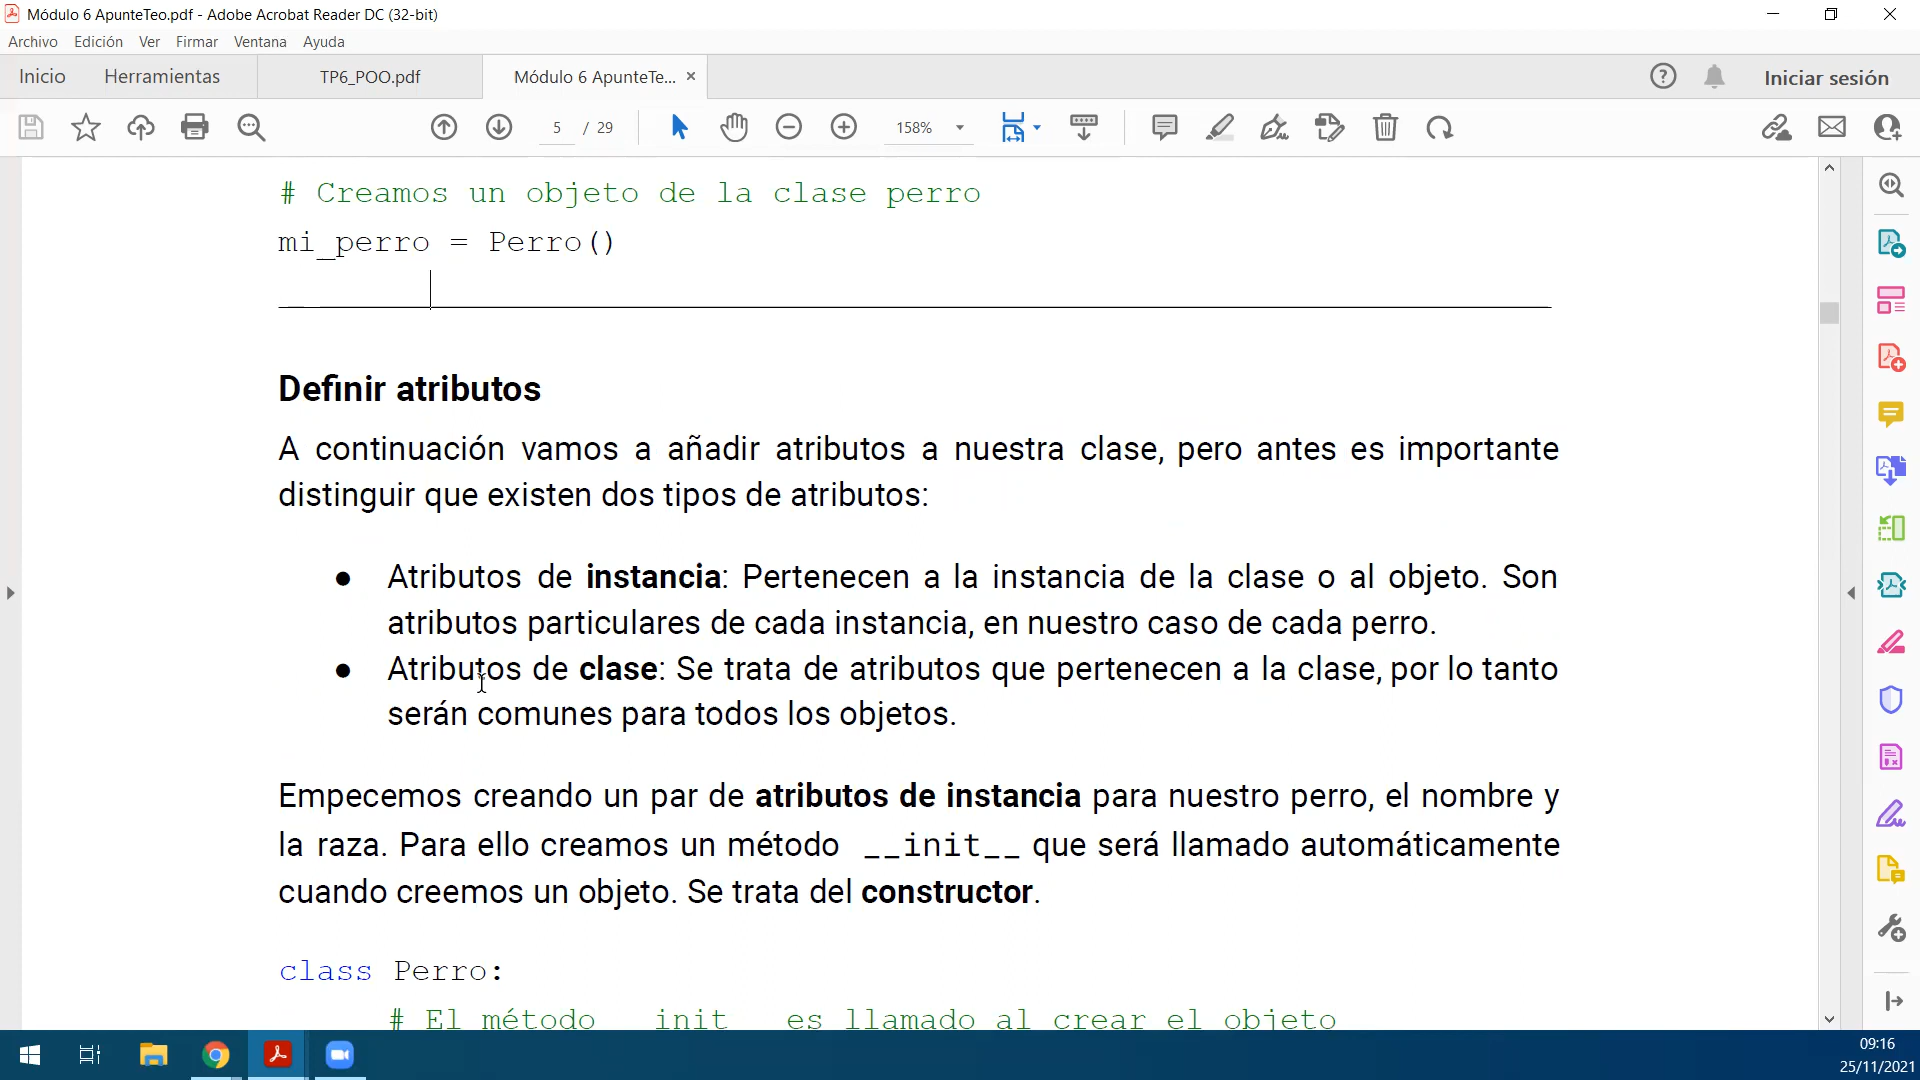 Módulo 6 ApunteTeo.pdf - Adobe Acrobat Reader DC (32-bit)
Archivo Edición Ver Firmar Ventana Ayuda
Inicio Herramientas TP6_POO.pdf Módulo 6 ApunteTe... × Iniciar sesión
5 / 29 158%
# Creamos un objeto de la clase perro
mi_perro = Perro()
Definir atributos
A continuación vamos a añadir atributos a nuestra clase, pero antes es importante
distinguir que existen dos tipos de atributos:
● Atributos de instancia: Pertenecen a la instancia de la clase o al objeto. Son
atributos particulares de cada instancia, en nuestro caso de cada perro.
● Atributos de clase: Se trata de atributos que pertenecen a la clase, por lo tanto
serán comunes para todos los objetos.
Empecemos creando un par de atributos de instancia para nuestro perro, el nombre y
la raza. Para ello creamos un método __init__ que será llamado automáticamente
cuando creemos un objeto. Se trata del constructor.
class Perro:
# El método init es llamado al crear el objeto
09:16
25/11/2021